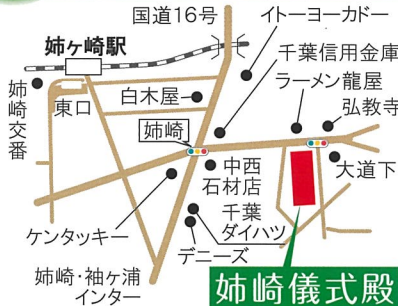 国道16号
イトーヨーカドー
姉ヶ崎駅
千葉信用金庫
ラーメン龍屋
姉崎交番
東口
白木屋
弘教寺
姉崎
中西
石材店
大道下
ケンタッキー
千葉
ダイハツ
デニーズ
姉崎・袖ヶ浦
インター
姉崎儀式殿